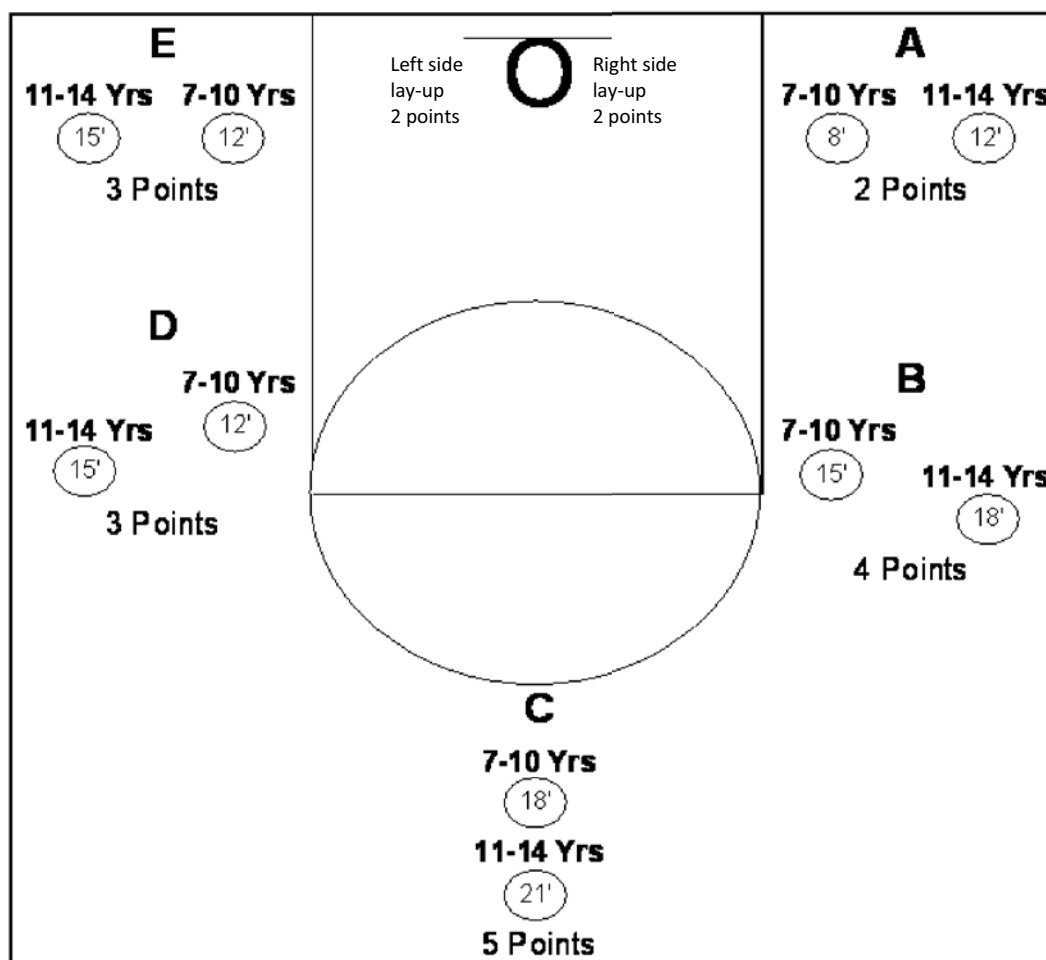 E
11-14 Yrs 7-10 Yrs
15' 12'
3 Points
Left side
lay-up
2 points
Right side
lay-up
2 points
A
7-10 Yrs 11-14 Yrs
8' 12'
2 Points
D
7-10 Yrs
12'
11-14 Yrs
15'
3 Points
B
7-10 Yrs
15'
11-14 Yrs
18'
4 Points
C
7-10 Yrs
18'
11-14 Yrs
21'
5 Points